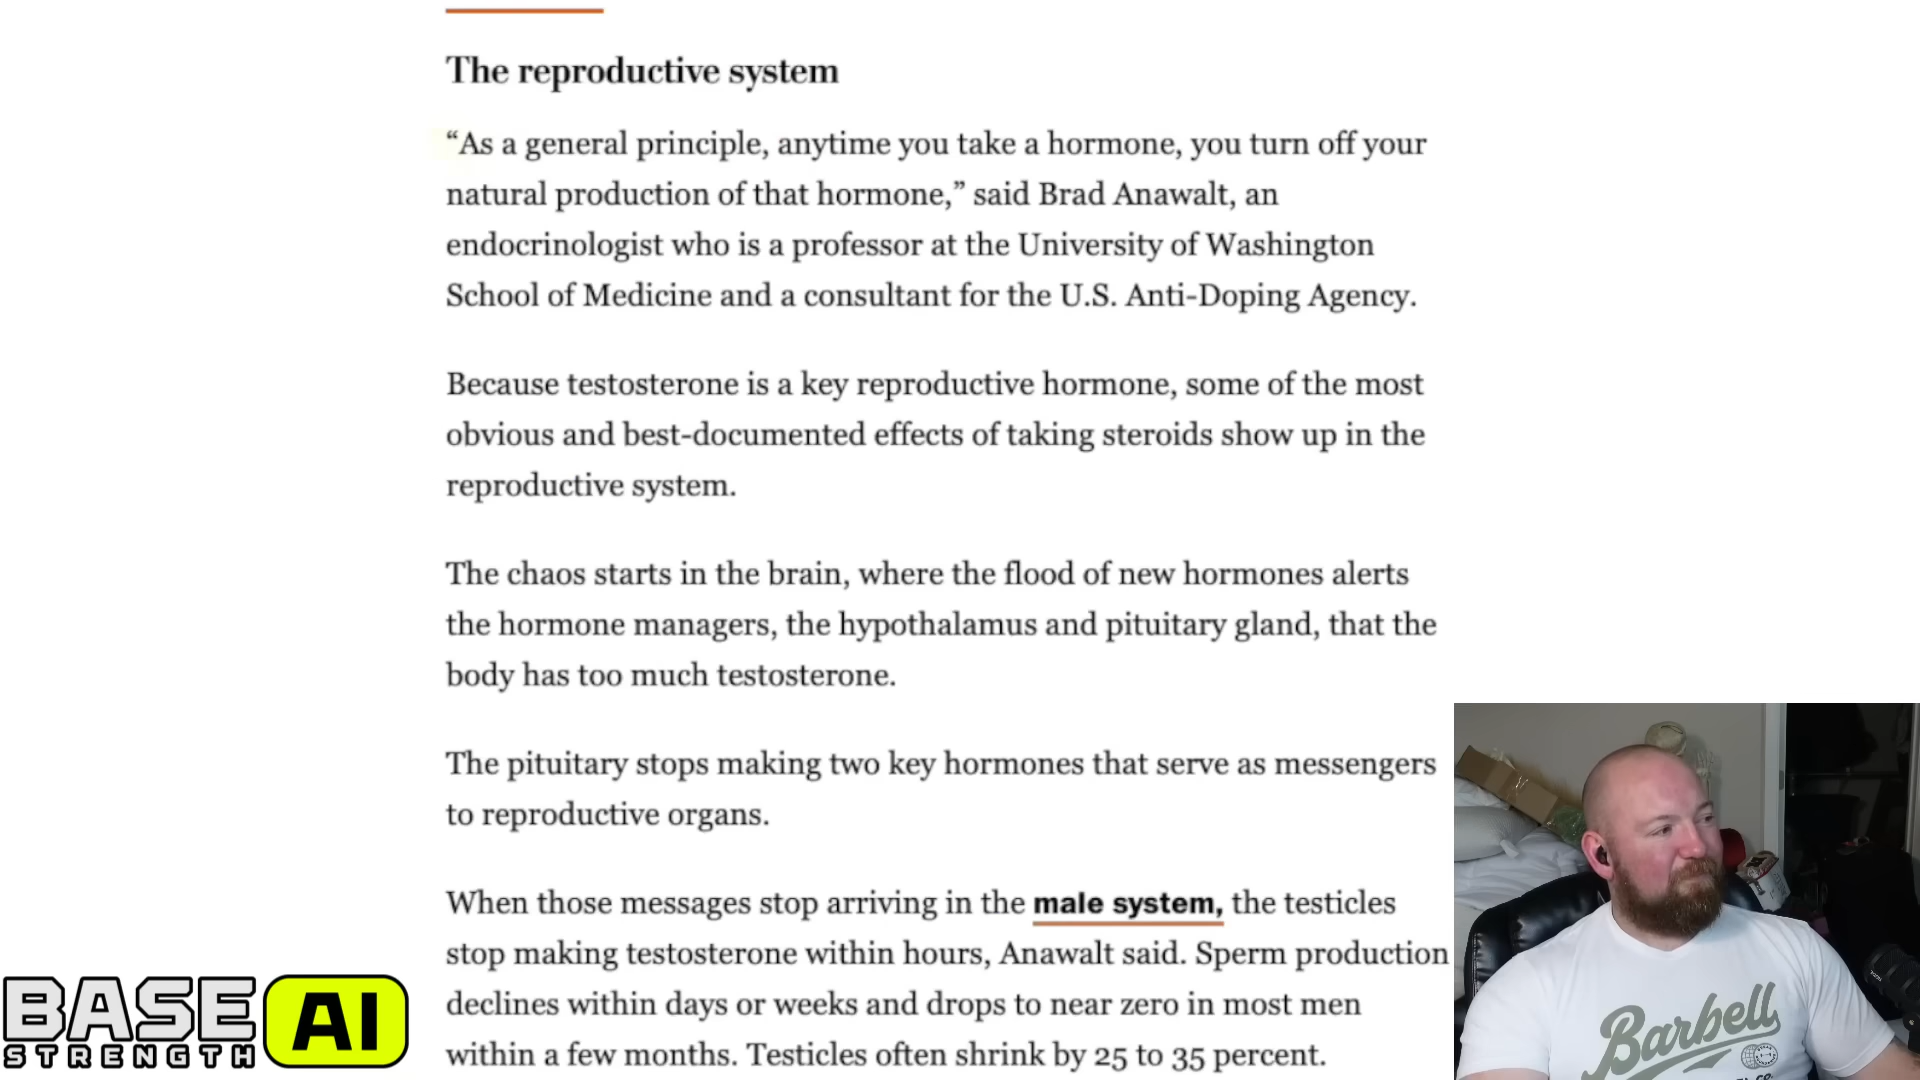 The reproductive system
“As a general principle, anytime you take a hormone, you turn off your
natural production of that hormone,” said Brad Anawalt, an
endocrinologist who is a professor at the University of Washington
School of Medicine and a consultant for the U.S. Anti-Doping Agency.
Because testosterone is a key reproductive hormone, some of the most
obvious and best-documented effects of taking steroids show up in the
reproductive system.
The chaos starts in the brain, where the flood of new hormones alerts
the hormone managers, the hypothalamus and pituitary gland, that the
body has too much testosterone.
The pituitary stops making two key hormones that serve as messengers
to reproductive organs.
When those messages stop arriving in the male system, the testicles
stop making testosterone within hours, Anawalt said. Sperm production
declines within days or weeks and drops to near zero in most men
within a few months. Testicles often shrink by 25 to 35 percent.
BASE
STRENGTH
AI
Barbell